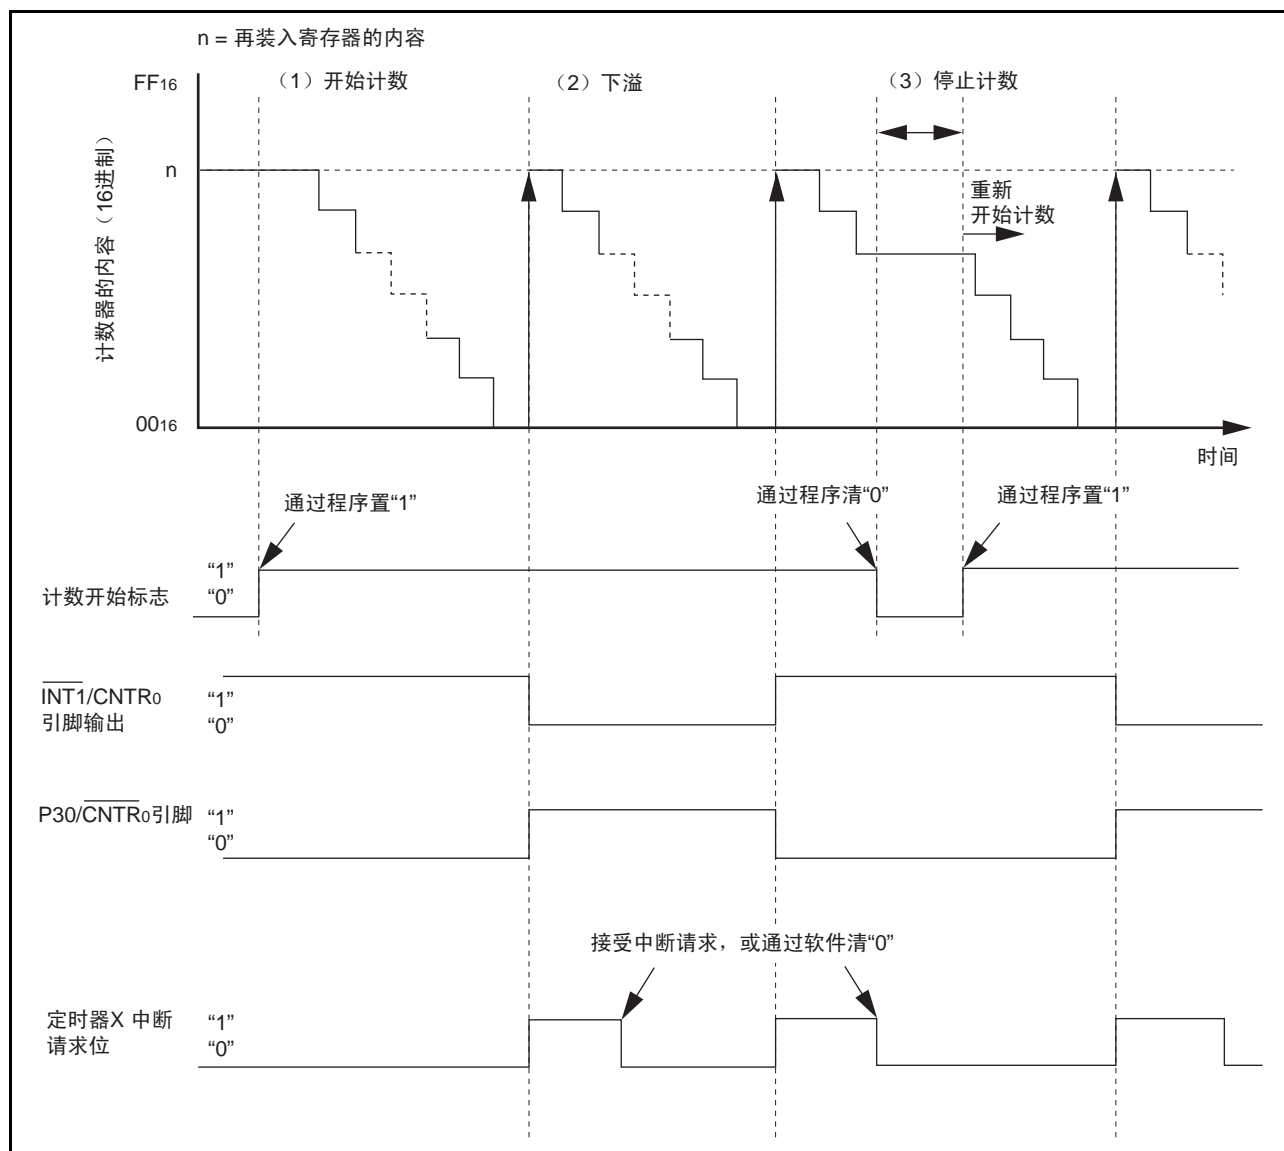 n = 再装入寄存器的内容
FF16
（1）开始计数
（2）下溢
（3）停止计数
n
重新
开始计数
计数器的内容（16进制）
0016
时间
通过程序置“1”
通过程序清“0”
通过程序置“1”
计数开始标志
“1”
“0”
INT1/CNTR0
引脚输出
“1”
“0”
P30/CNTR0引脚
“1”
“0”
接受中断请求，或通过软件清“0”
定时器X 中断
请求位
“1”
“0”